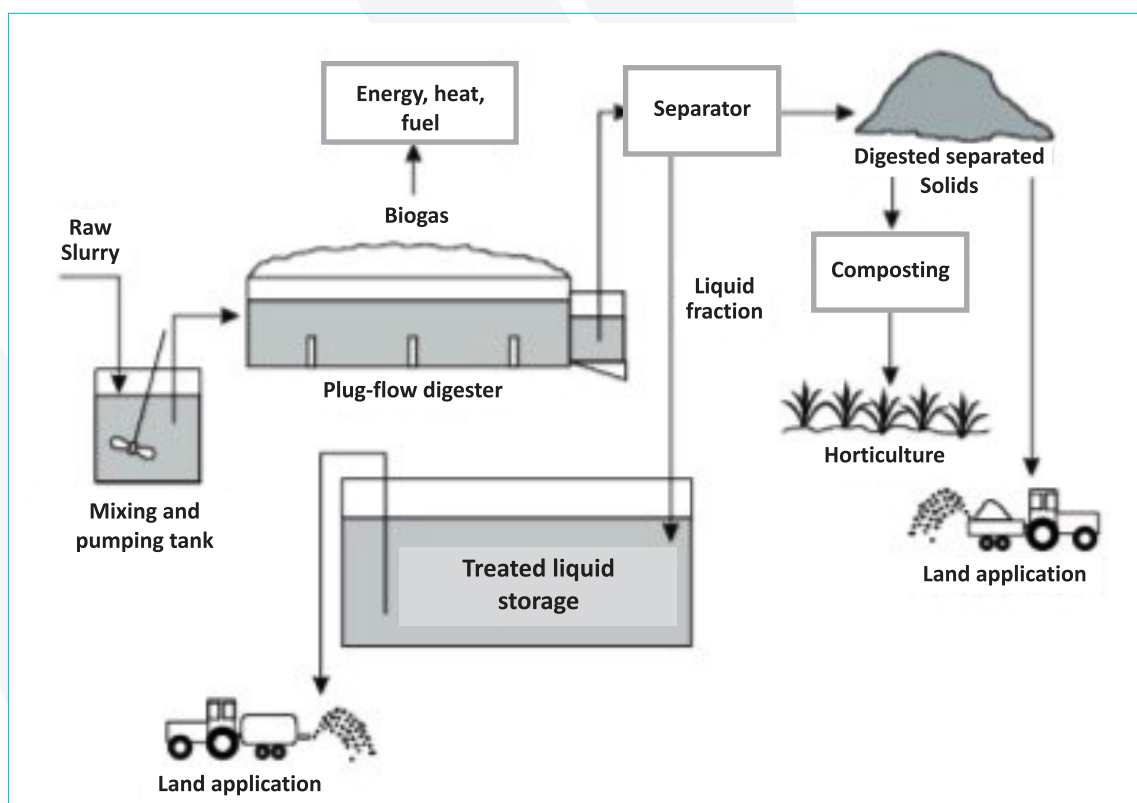 Energy, heat,
fuel
Separator
Digested separated
Solids
Biogas
Raw
Slurry
Composting
Liquid
fraction
Plug-flow digester
Horticulture
Mixing and
pumping tank
Treated liquid
storage
Land application
Land application